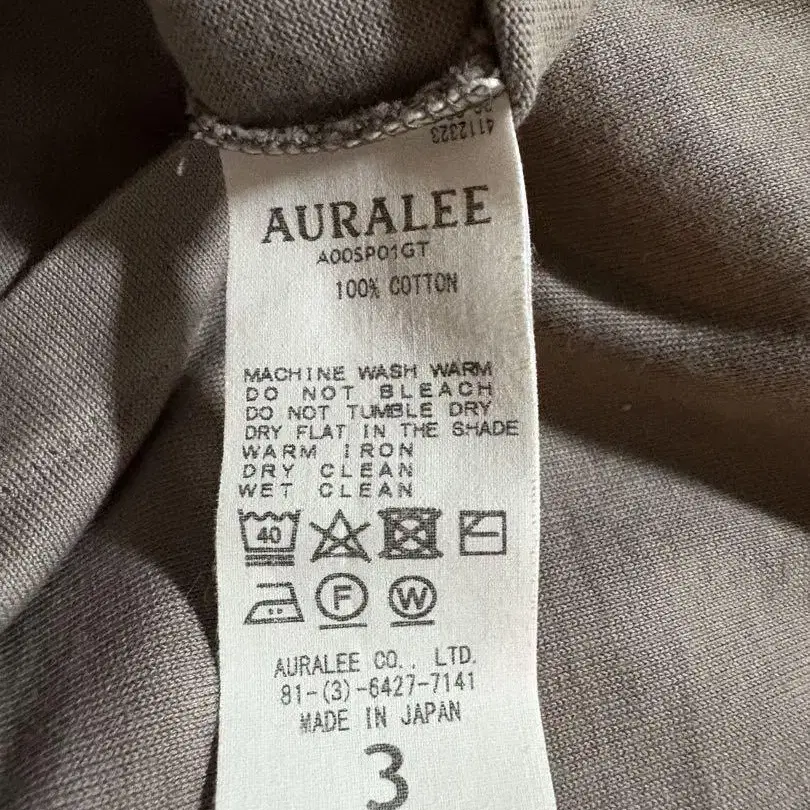 4112323
AURALEE
A00SP01GT
100% COTTON
MACHINE WASH WARM
DO NOT BLEACH
DO NOT TUMBLE DRY
DRY FLAT IN THE SHADE
WARM IRON
DRY CLEAN
WET CLEAN
40
F W
AURALEE CO., LTD.
81-(3)-6427-7141
MADE IN JAPAN
3